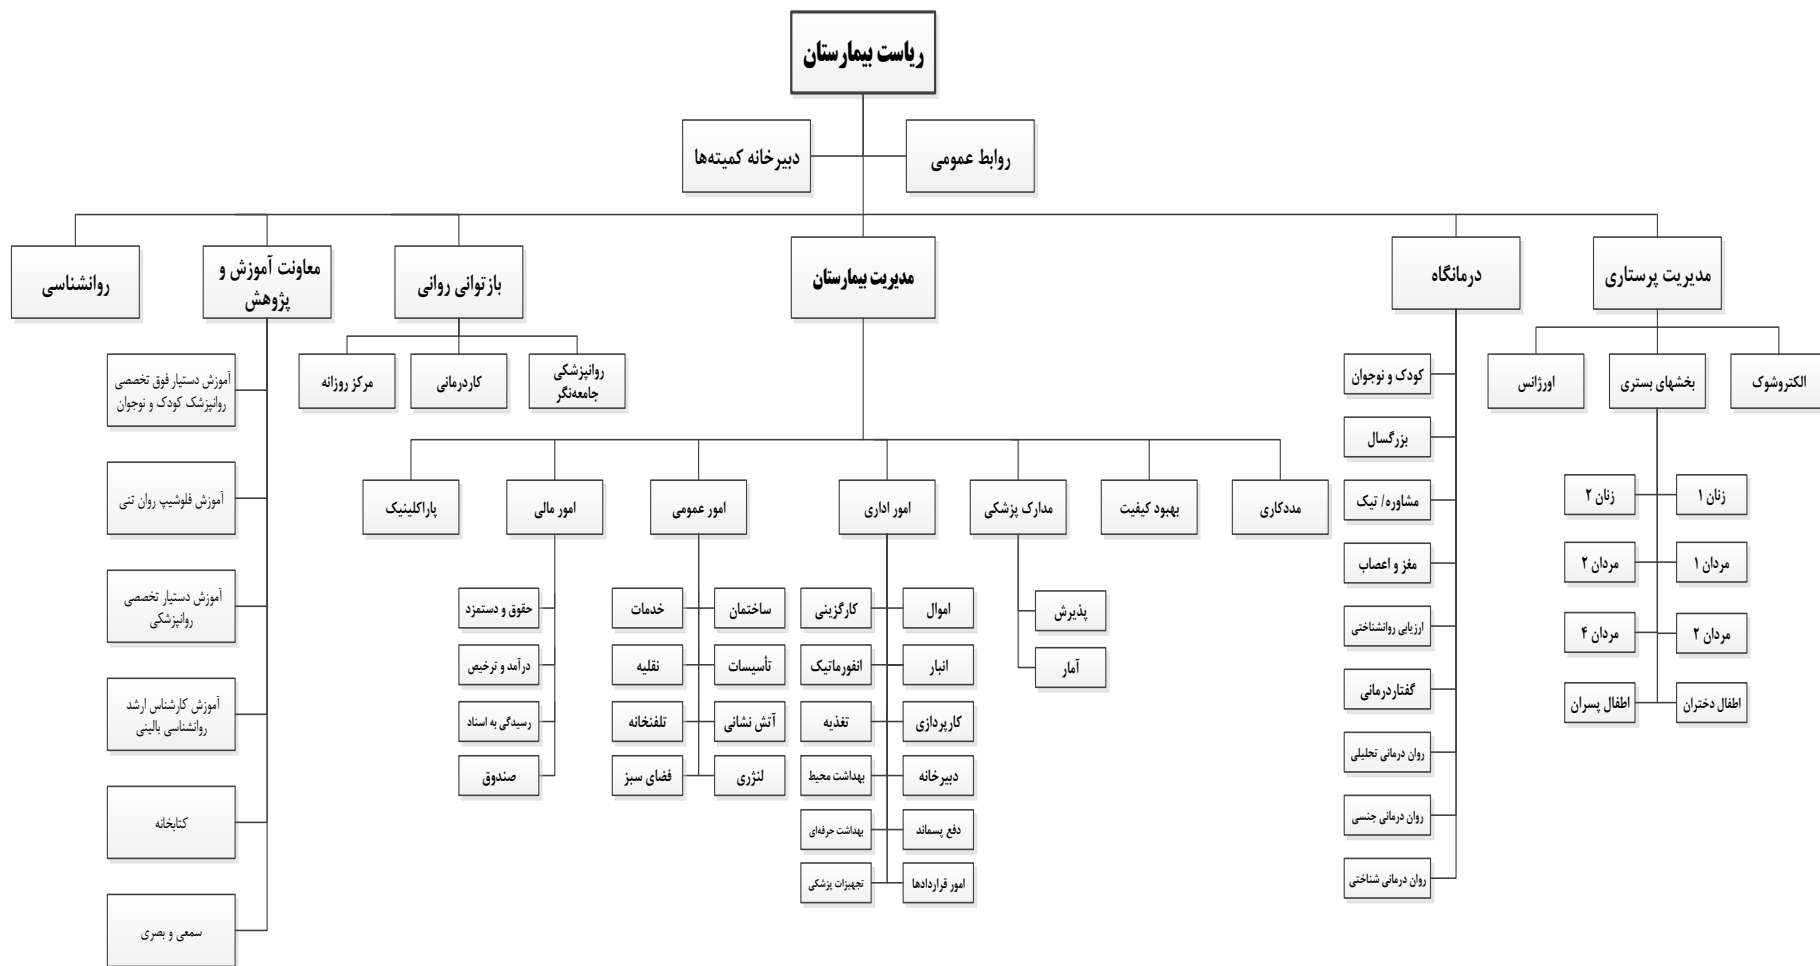 ریاست بیمارستان
روابط عمومی
دبیرخانه کمیته‌ها
مدیریت پرستاری
درمانگاه
مدیریت بیمارستان
بازتوانی روانی
معاونت آموزش و
پژوهش
روانشناسی
الکتروشوک
بخشهای بستری
اورژانس
زنان ۱
زنان ۲
مردان ۱
مردان ۲
مردان ۲
مردان ۴
اطفال دختران
اطفال پسران
کودک و نوجوان
بزرگسال
مشاوره/ تیک
مغز و اعصاب
ارزیابی روانشناختی
گفتاردرمانی
روان درمانی تحلیلی
روان درمانی جنسی
روان درمانی شناختی
مددکاری
بهبود کیفیت
مدارک پزشکی
امور اداری
امور عمومی
امور مالی
پاراکلینیک
پذیرش
آمار
اموال
کارگزینی
انبار
انفورماتیک
کارپردازی
تغذیه
دبیرخانه
بهداشت محیط
دفع پسماند
بهداشت حرفه‌ای
امور قراردادها
تجهیزات پزشکی
ساختمان
خدمات
تأسیسات
نقلیه
آتش نشانی
تلفنخانه
لنژری
فضای سبز
حقوق و دستمزد
درآمد و ترخیص
رسیدگی به اسناد
صندوق
روانپزشکی
جامعه‌نگر
کاردرمانی
مرکز روزانه
آموزش دستیار فوق تخصصی
روانپزشک کودک و نوجوان
آموزش فلوشیپ روان تنی
آموزش دستیار تخصصی
روانپزشکی
آموزش کارشناس ارشد
روانشناسی بالینی
کتابخانه
سمعی و بصری